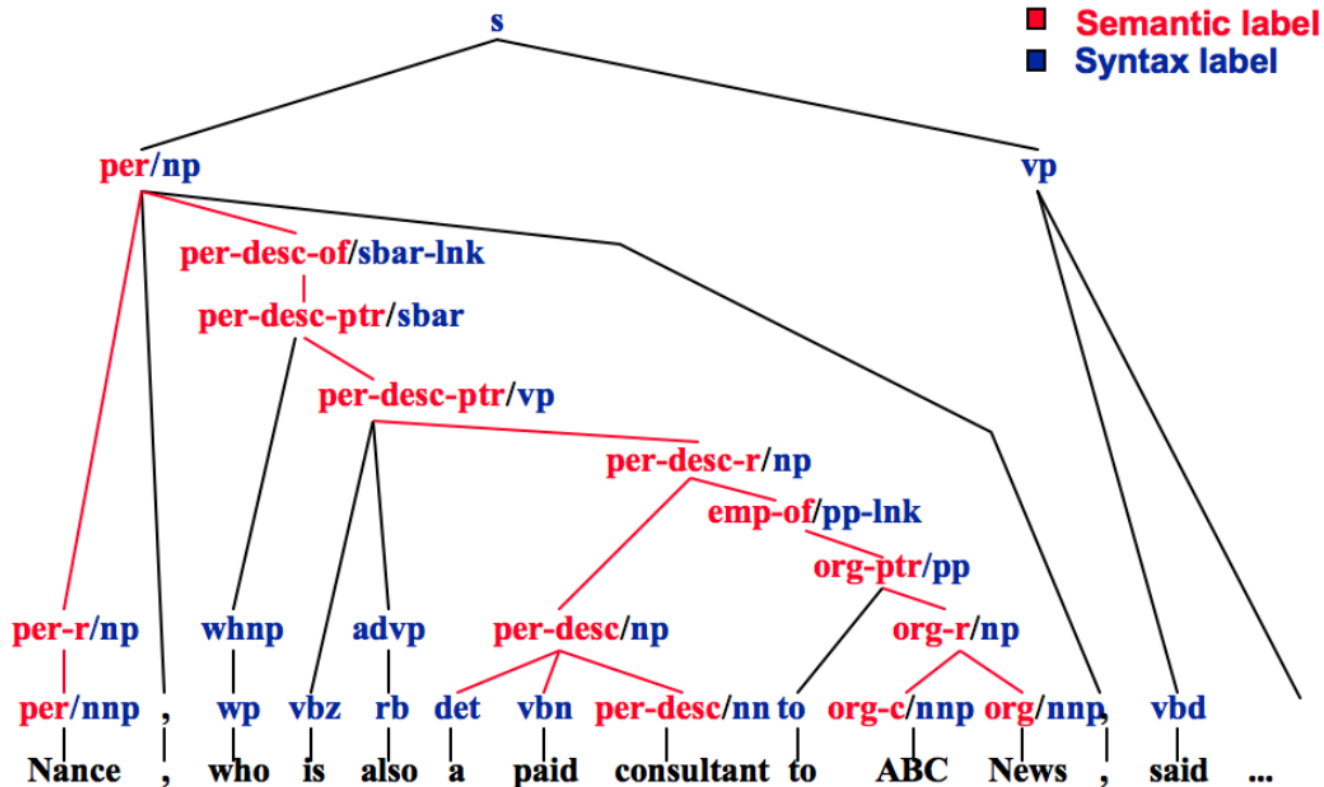 s
Semantic label
Syntax label
per/np
vp
per-desc-of/sbar-lnk
per-desc-ptr/sbar
per-desc-ptr/vp
per-desc-r/np
emp-of/pp-lnk
org-ptr/pp
per-r/np whnp advp per-desc/np org-r/np
per/nnp , wp vbz rb det vbn per-desc/nn to org-c/nnp org/nnp, vbd
Nance , who is also a paid consultant to ABC News , said ...